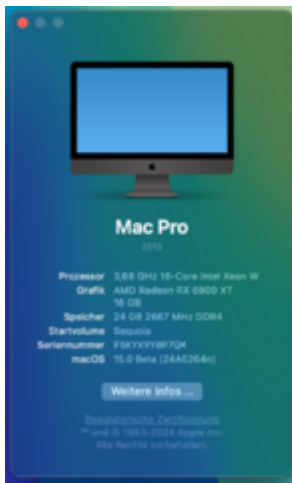 Mac Pro
2019
Prozessor 3,68 GHz 16-Core Intel Xeon W
Grafik AMD Radeon RX 6900 XT
16 GB
Speicher 24 GB 2667 MHz DDR4
Startvolume Sequoia
Seriennummer
macOS 15.0 Beta (24A5264n)
Weitere Infos ...
Regulatorische Zertifizierung
™ und © 1983-2024 Apple Inc.
Alle Rechte vorbehalten.